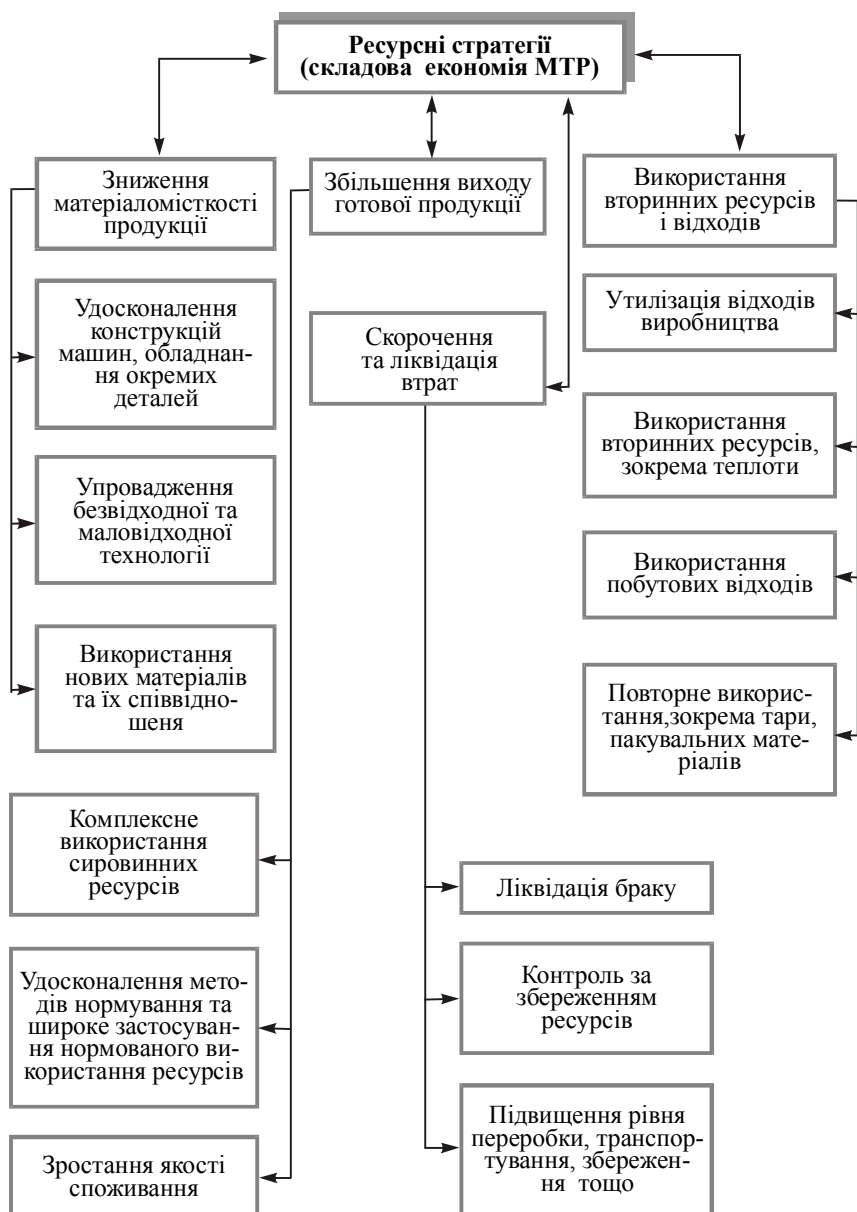 Ресурсні стратегії
(складова економія МТР)
Зниження
матеріаломісткості
продукції
Збільшення виходу
готової продукції
Використання
вторинних ресурсів
і відходів
Удосконалення
конструкцій
машин, обладнан-
ня окремих
деталей
Скорочення
та ліквідація
втрат
Утилізація відходів
виробництва
Використання
вторинних ресурсів,
зокрема теплоти
Упровадження
безвідходної та
маловідходної
технології
Використання
побутових відходів
Використання
нових матеріалів
та їх співвідно-
шеня
Повторне викорис-
тання,зокрема тари,
пакувальних мате-
ріалів
Комплексне
використання
сировинних
ресурсів
Ліквідація браку
Удосконалення мето-
дів нормування та
широке застосуван-
ня нормованого ви-
користання ресурсів
Контроль за
збереженням
ресурсів
Зростання якості
споживання
Підвищення рівня
переробки, транспор-
тування, збережен-
ня тощо